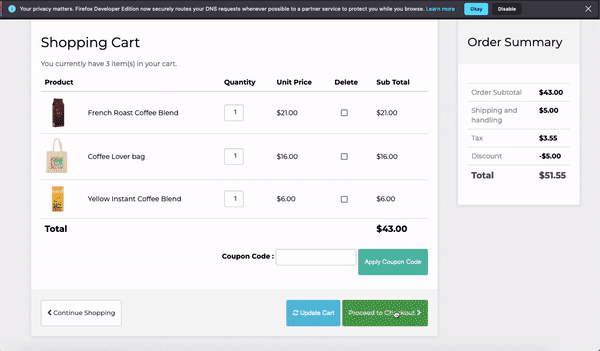 Your privacy matters. Firefox Developer Edition now securely routes your DNS requests whenever possible to a partner service to protect you while you browse. Learn more Okay Disable
Shopping Cart
You currently have 3 item(s) in your cart.
Product Quantity Unit Price Delete Sub Total
French Roast Coffee Blend 1 $21.00 $21.00
Coffee Lover bag 1 $16.00 $16.00
Yellow Instant Coffee Blend 1 $6.00 $6.00
Total $43.00
Coupon Code : Apply Coupon Code
Continue Shopping Update Cart Proceed to Checkout
Order Summary
Order Subtotal $43.00
Shipping and $5.00
handling
Tax $3.55
Discount -$5.00
Total $51.55